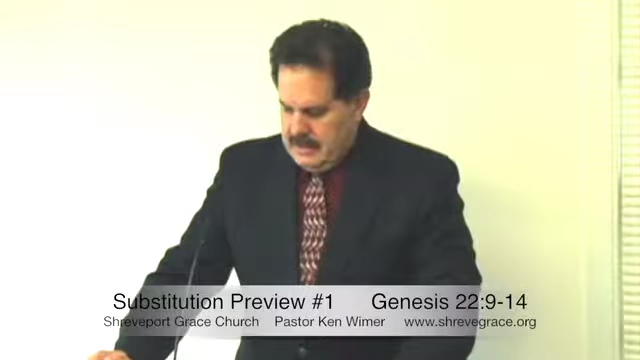 Substitution Preview #1 Genesis 22:9-14
Shreveport Grace Church Pastor Ken Wimer www.shrevegrace.org